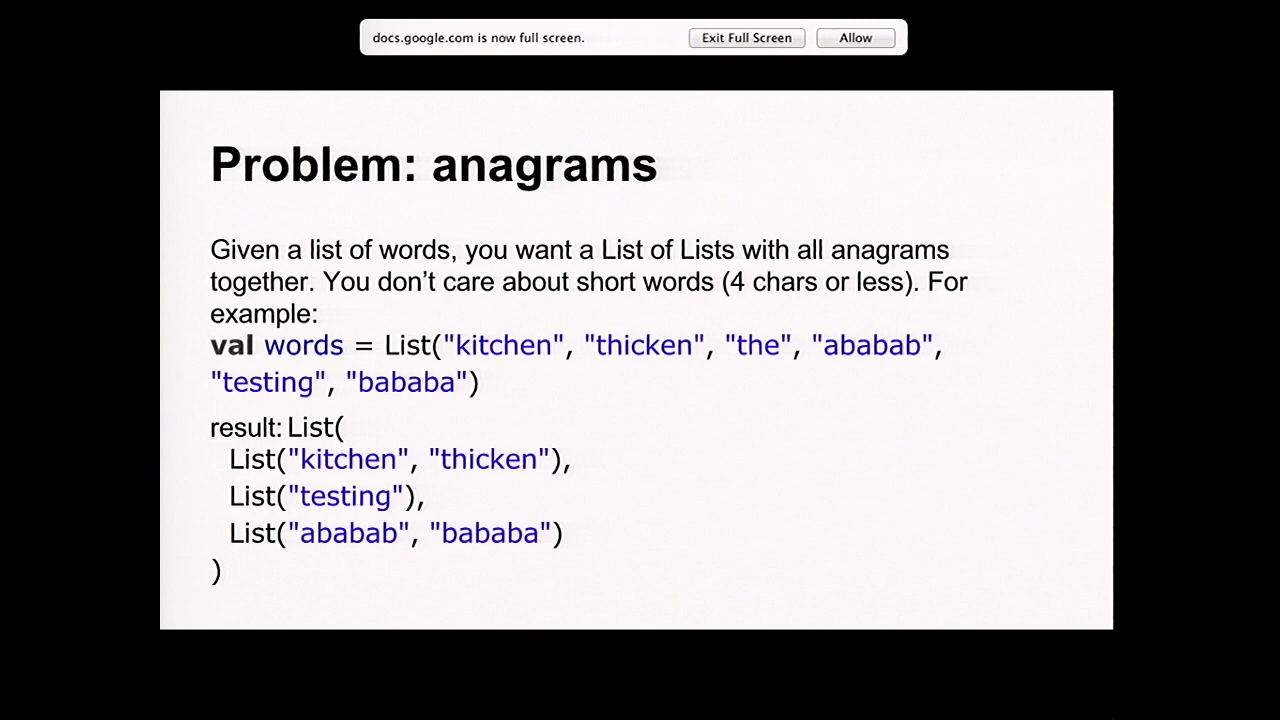 docs.google.com is now full screen. Exit Full Screen Allow
Problem: anagrams
Given a list of words, you want a List of Lists with all anagrams
together. You don't care about short words (4 chars or less). For
example:
val words = List("kitchen", "thicken", "the", "ababab",
"testing", "bababa")
result: List(
List("kitchen", "thicken"),
List("testing"),
List("ababab", "bababa")
)